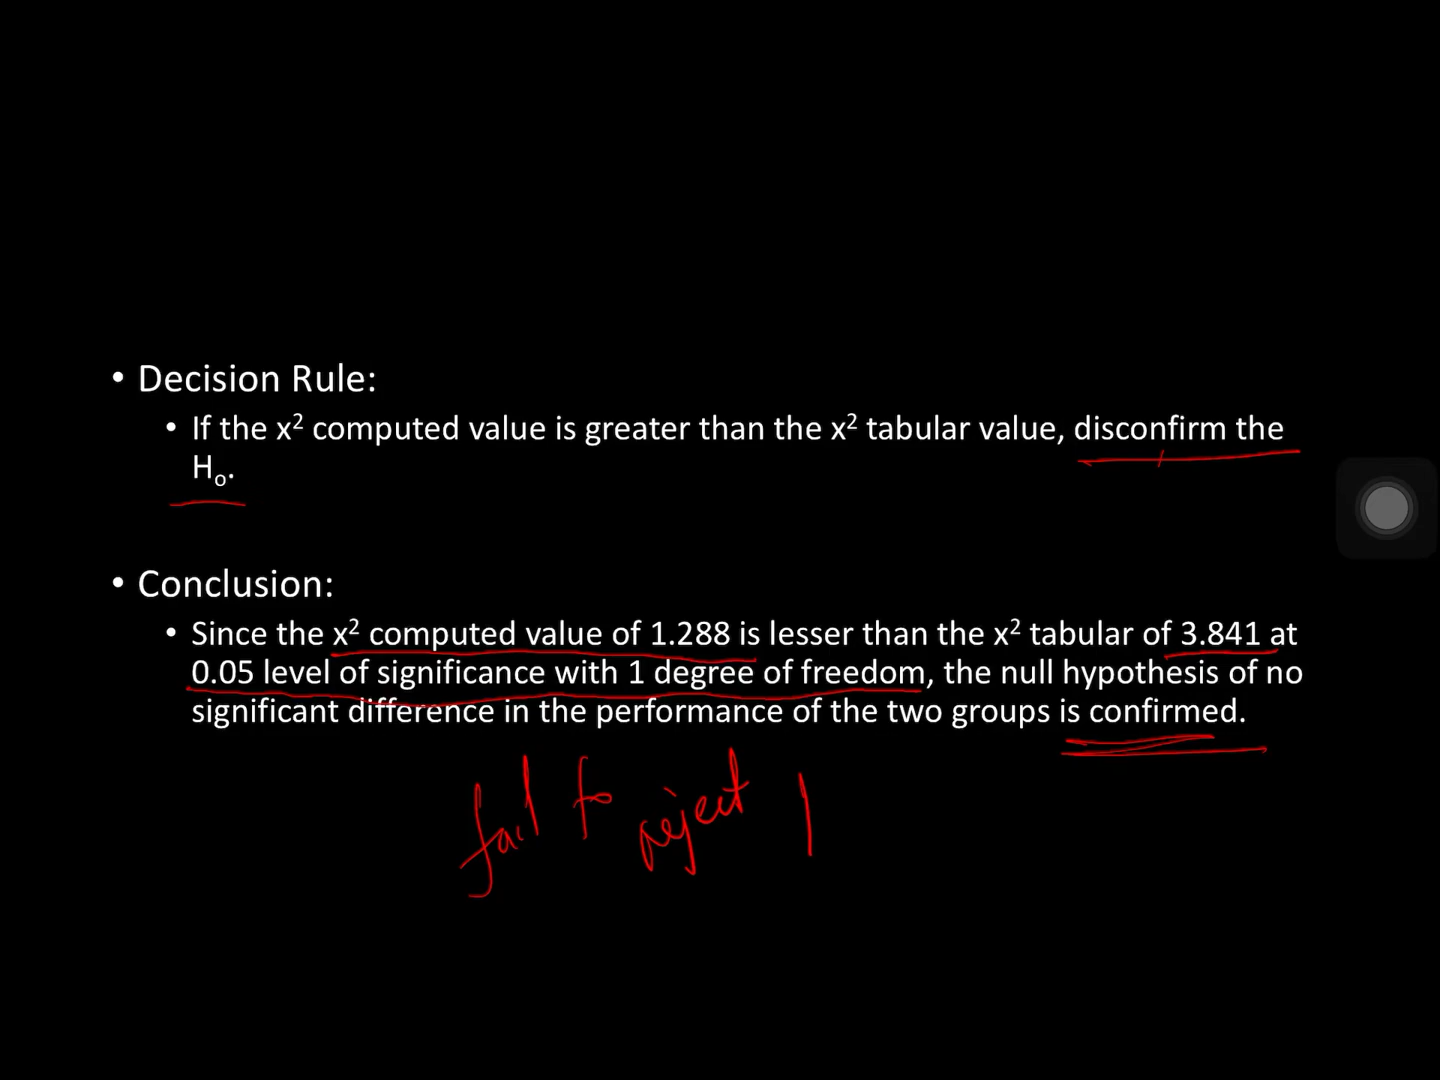 • Decision Rule:
• If the x² computed value is greater than the x² tabular value, disconfirm the
Hₒ.
• Conclusion:
• Since the x² computed value of 1.288 is lesser than the x² tabular of 3.841 at
0.05 level of significance with 1 degree of freedom, the null hypothesis of no
significant difference in the performance of the two groups is confirmed.
fail to reject